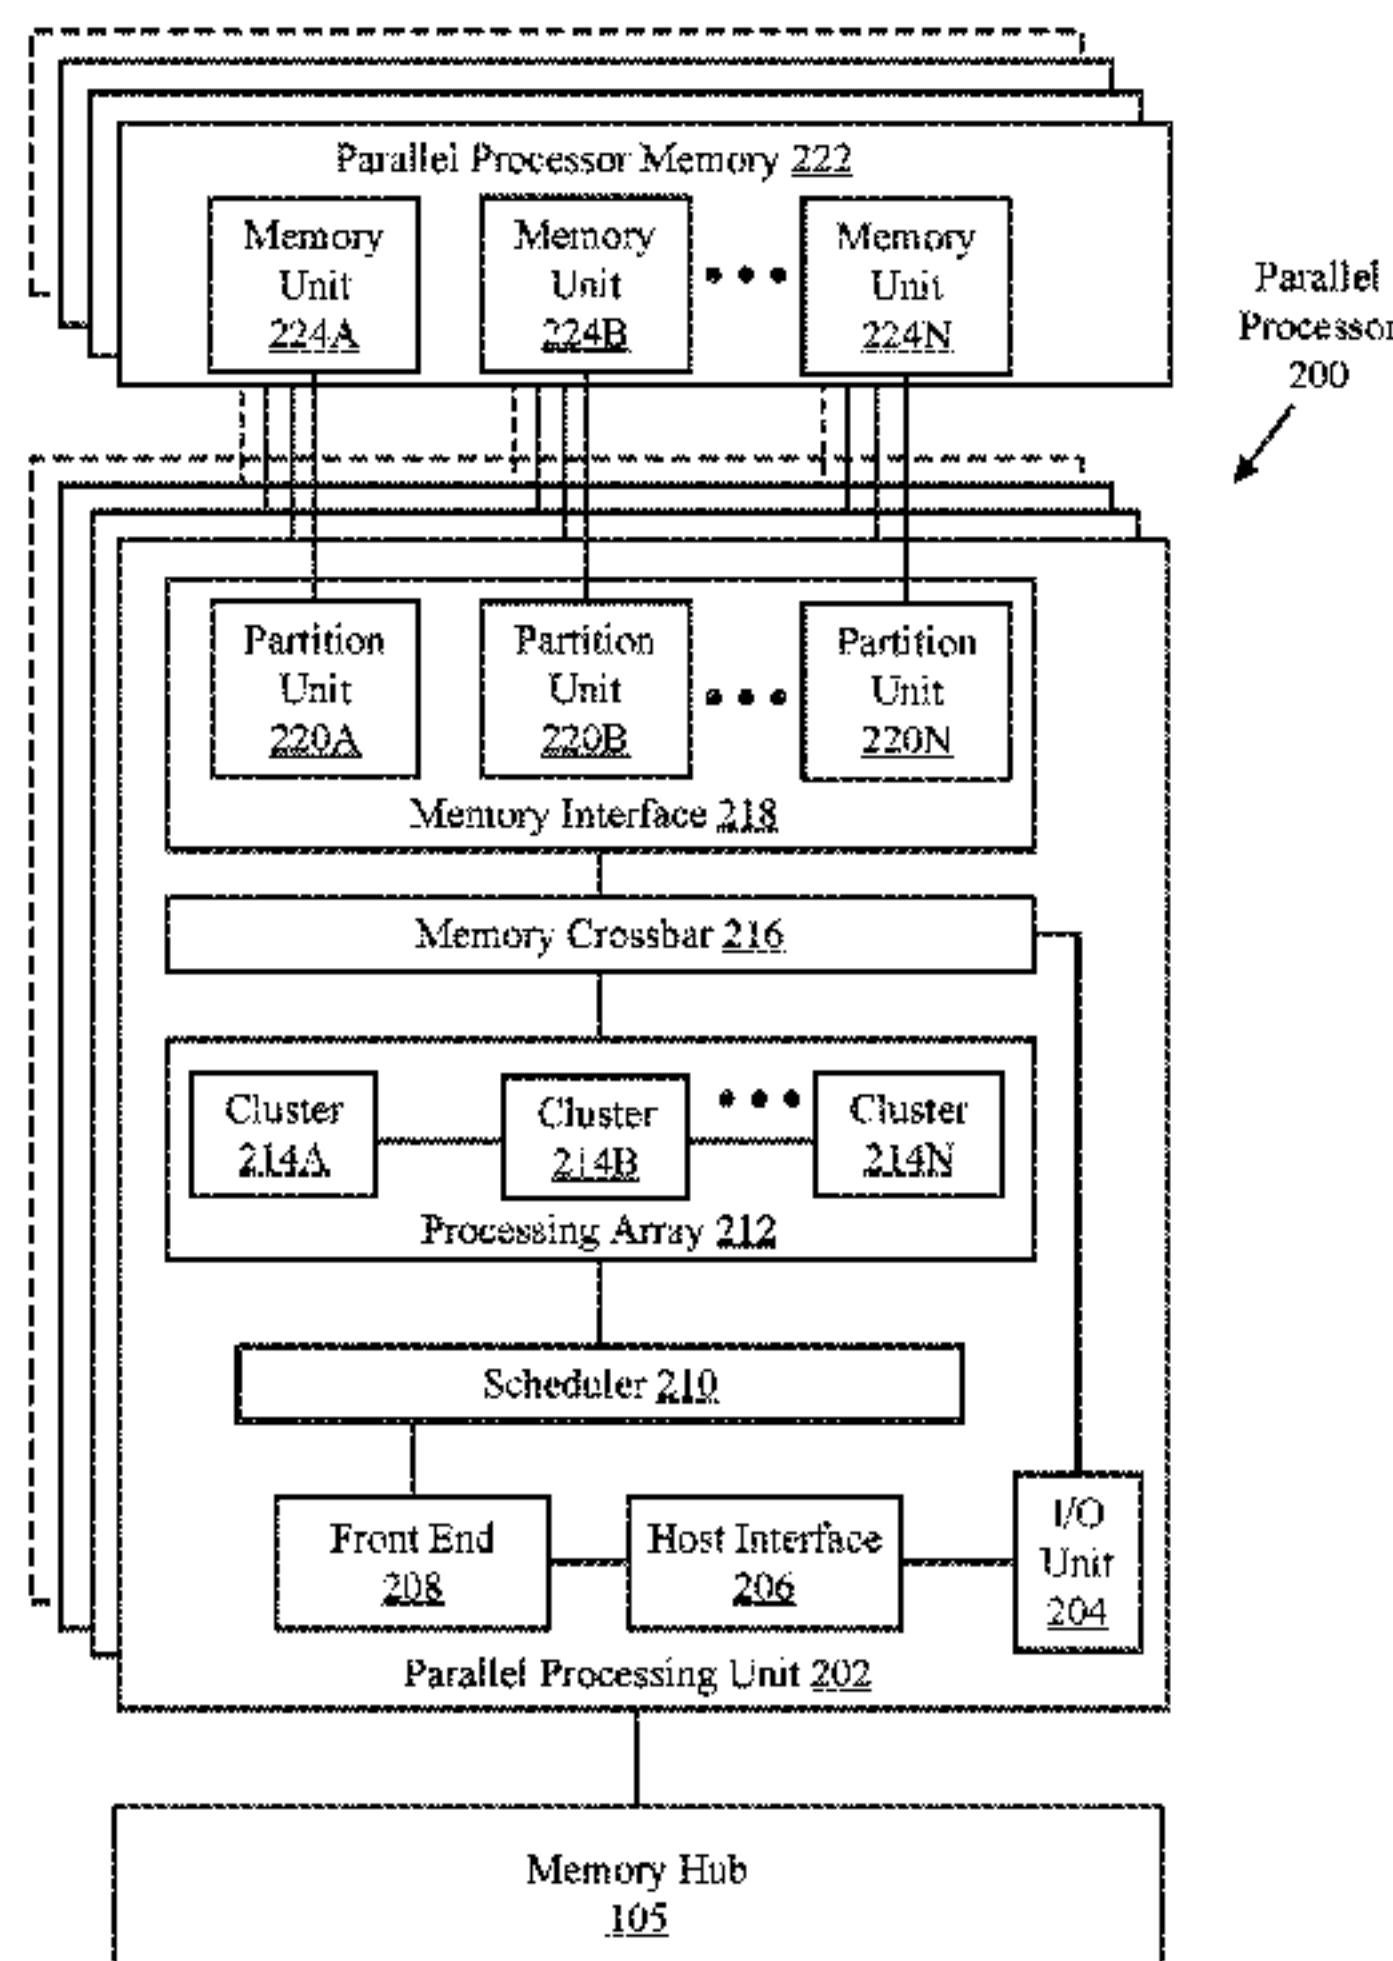 Parallel Processor Memory 222
Memory
Unit
224A
Memory
Unit
224B
Memory
Unit
224N
Parallel
Processor
200
Partition
Unit
220A
Partition
Unit
220B
Partition
Unit
220N
Memory Interface 218
Memory Crossbar 216
Cluster
214A
Cluster
214B
Cluster
214N
Processing Array 212
Scheduler 210
Front End
208
Host Interface
206
I/O
Unit
204
Parallel Processing Unit 202
Memory Hub
105